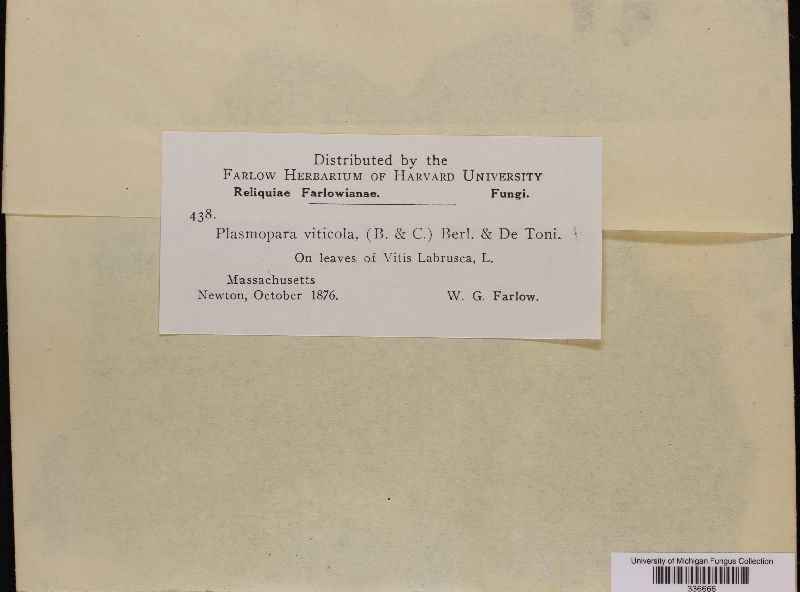 Distributed by the
FARLOW HERBARIUM OF HARVARD UNIVERSITY
Reliquiae Farlowianae. Fungi.
438.
Plasmopara viticola, (B. & C.) Berl. & De Toni.
On leaves of Vitis Labrusca, L.
Massachusetts
Newton, October 1876. W. G. Farlow.
University of Michigan Fungus Collection
336666